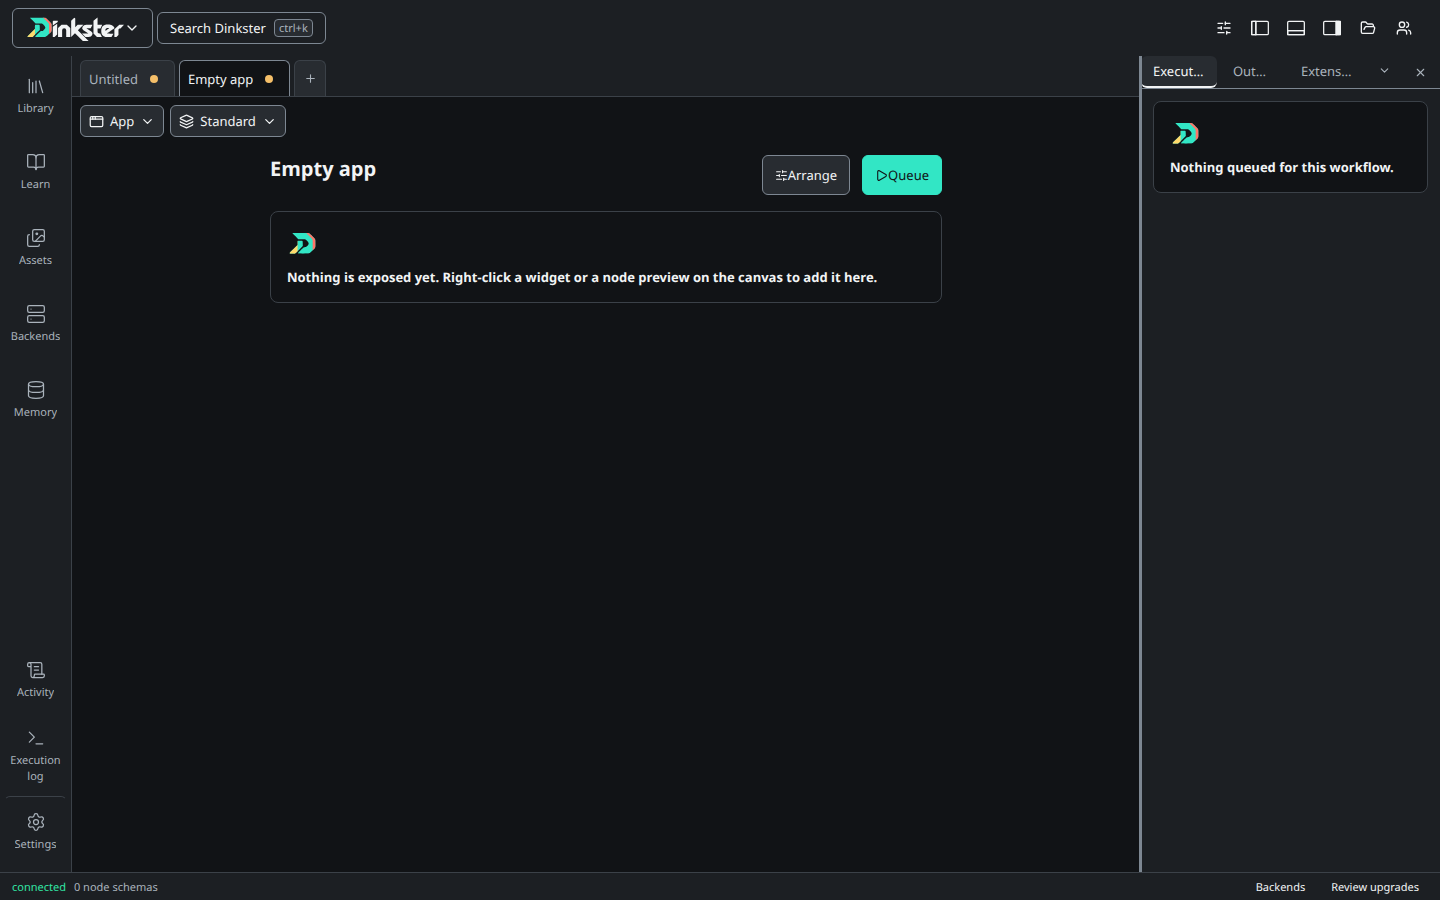 Dinkster
Search Dinkster ctrl+k
Library
Learn
Assets
Backends
Memory
Activity
Execution
log
Settings
Untitled
Empty app
App
Standard
Empty app
Arrange
Queue
Nothing is exposed yet. Right-click a widget or a node preview on the canvas to add it here.
Execut...
Out...
Extens...
Nothing queued for this workflow.
connected 0 node schemas
Backends
Review upgrades